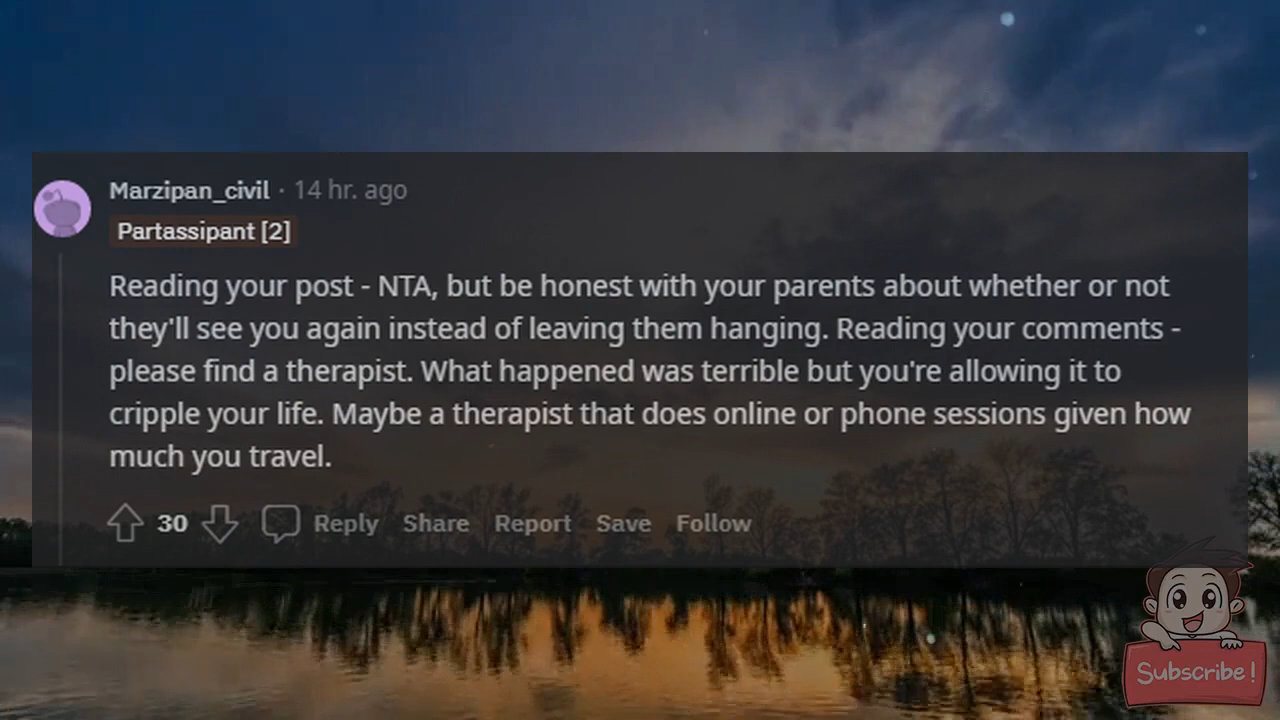 Marzipan_civil · 14 hr. ago
Partassipant [2]
Reading your post - NTA, but be honest with your parents about whether or not
they'll see you again instead of leaving them hanging. Reading your comments -
please find a therapist. What happened was terrible but you're allowing it to
cripple your life. Maybe a therapist that does online or phone sessions given how
much you travel.
30 Reply Share Report Save Follow
Subscribe!